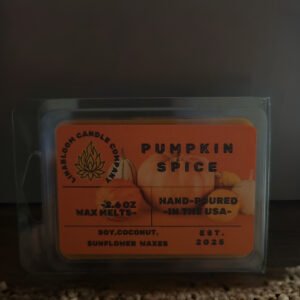 LINABLOOM CANDLE COMPANY
PUMPKIN
SPICE
-2.6 OZ
WAX MELTS-
HAND-POURED
-IN THE USA-
SOY,COCONUT,
SUNFLOWER WAXES
EST.
2025